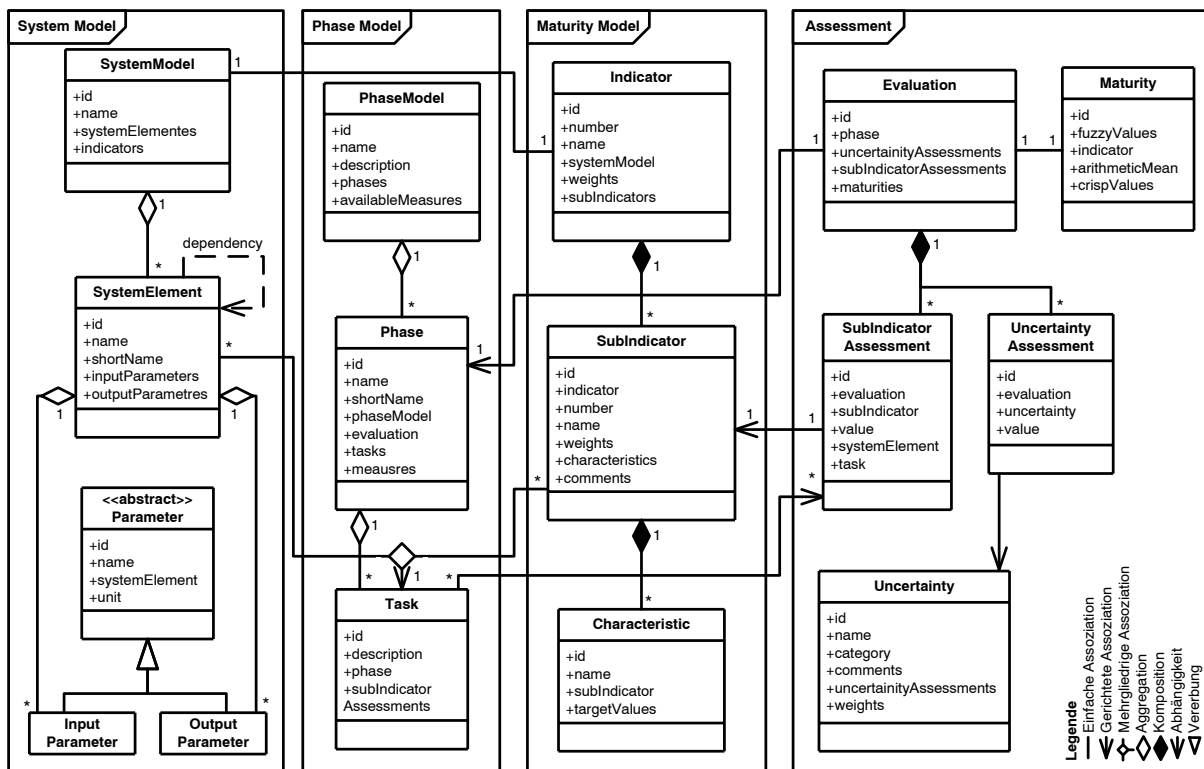 System Model
SystemModel
+id
+name
+systemElementes
+indicators
1
*
dependency
SystemElement
+id
+name
+shortName
+inputParameters
+outputParametres
*
1
1
<<abstract>>
Parameter
+id
+name
+systemElement
+unit
*
*
Input
Parameter
Output
Parameter
Phase Model
1
PhaseModel
+id
+name
+description
+phases
+availableMeasures
1
*
Phase
+id
+name
+shortName
+phaseModel
+evaluation
+tasks
+meausres
1
1
*
1
*
Task
+id
+description
+phase
+subIndicator
Assessments
Maturity Model
1
Indicator
+id
+number
+name
+systemModel
+weights
+subIndicators
1
*
SubIndicator
+id
+indicator
+number
+name
+weights
+characteristics
+comments
1
*
1
*
Characteristic
+id
+name
+subIndicator
+targetValues
Assessment
1
Evaluation
+id
+phase
+uncertainityAssessments
+subIndicatorAssessments
+maturities
1
1
Maturity
+id
+fuzzyValues
+indicator
+arithmeticMean
+crispValues
1
*
*
SubIndicator
Assessment
+id
+evaluation
+subIndicator
+value
+systemElement
+task
1
*
Uncertainty
Assessment
+id
+evaluation
+uncertainty
+value
Uncertainty
+id
+name
+category
+comments
+uncertainityAssessments
+weights
Legende
Einfache Assoziation
Gerichtete Assoziation
Mehrgliedrige Assoziation
Aggregation
Komposition
Abhängigkeit
Vererbung